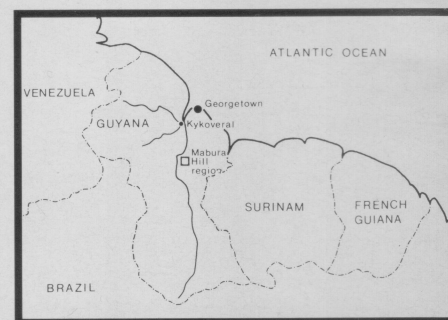 ATLANTIC OCEAN
VENEZUELA
Georgetown
GUYANA
Kykoveral
Mabura
Hill
region
SURINAM
FRENCH
GUIANA
BRAZIL